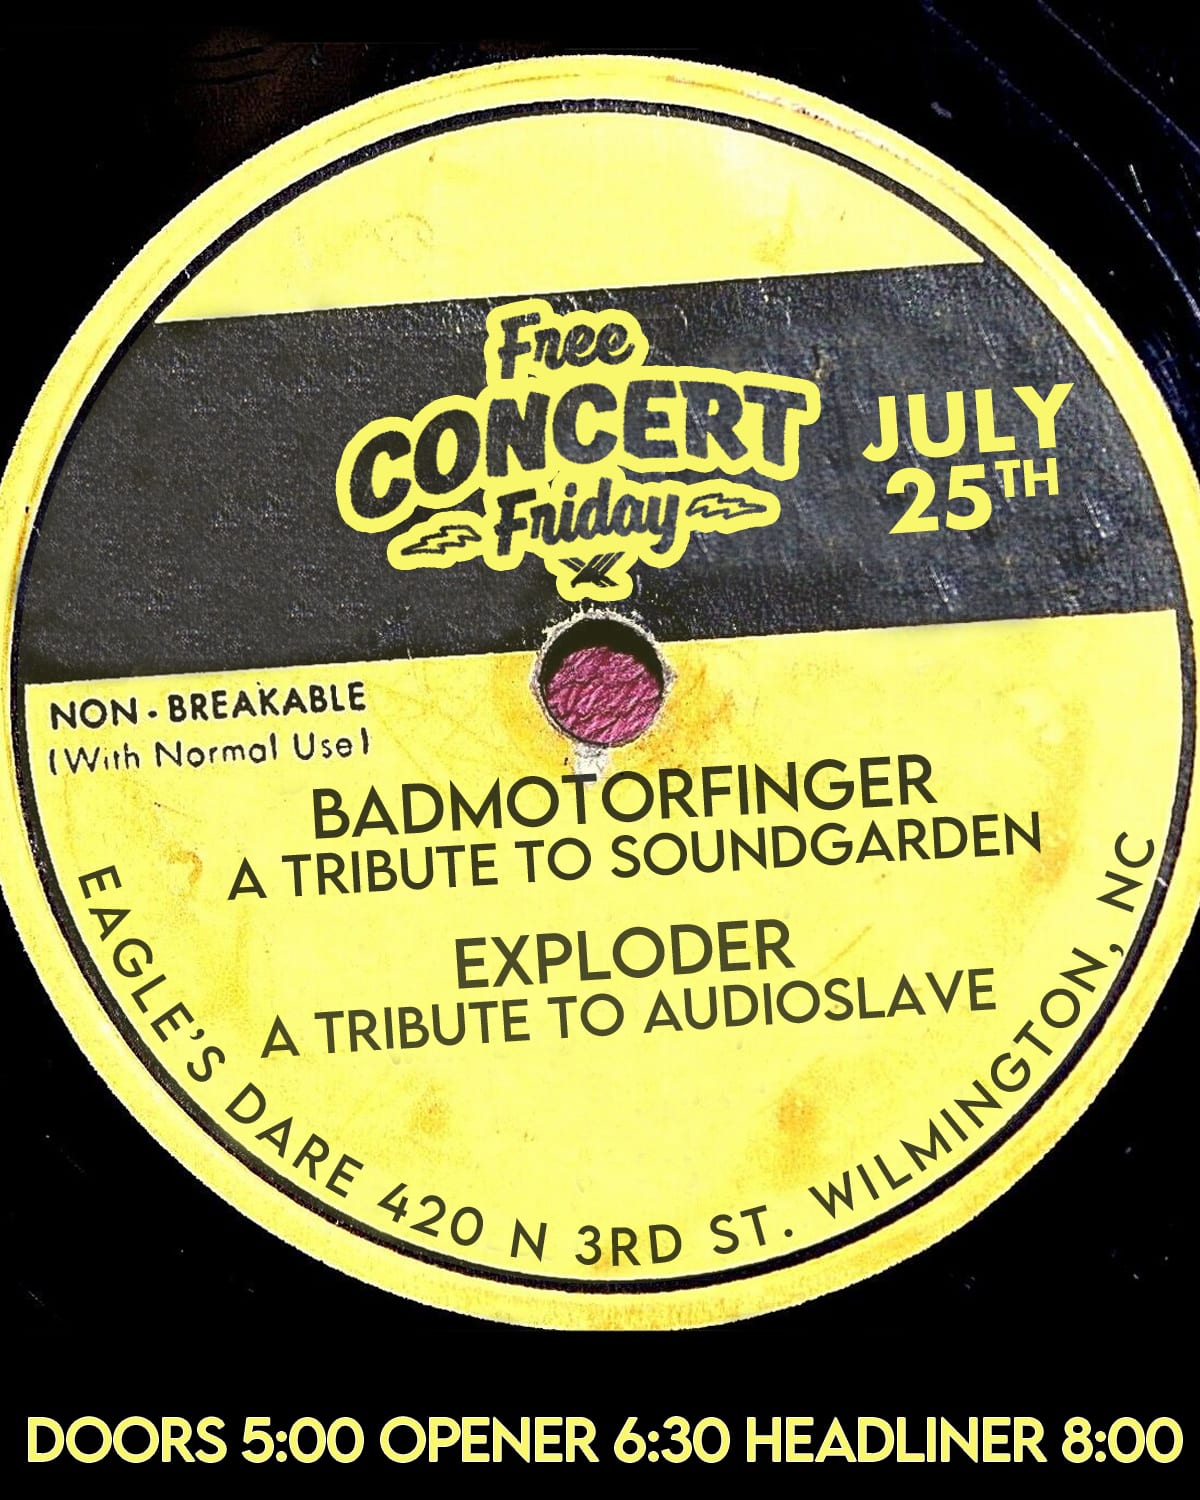 Free
CONCERT
Friday
JULY
25TH
NON-BREAKABLE
(With Normal Use)
BADMOTORFINGER
A TRIBUTE TO SOUNDGARDEN
EXPLODER
A TRIBUTE TO AUDIOSLAVE
EAGLE'S DARE 420 N 3RD ST. WILMINGTON, NC
DOORS 5:00 OPENER 6:30 HEADLINER 8:00